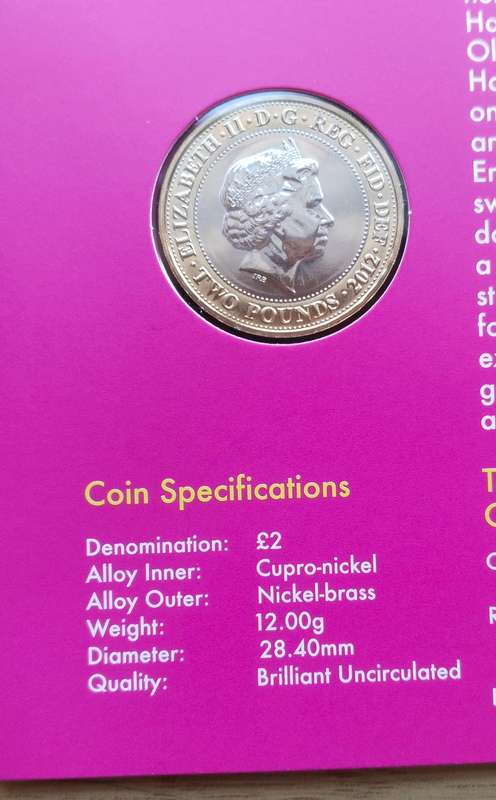 ELIZABETH · II · D · G · REG · FID · DEF
· TWO POUNDS · 2012 ·
IRB
Coin Specifications
Denomination: £2
Alloy Inner: Cupro-nickel
Alloy Outer: Nickel-brass
Weight: 12.00g
Diameter: 28.40mm
Quality: Brilliant Uncirculated